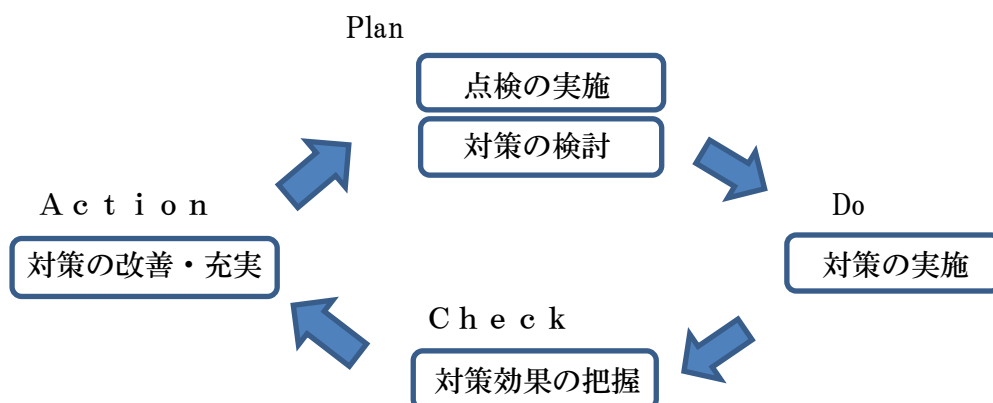 Plan
点検の実施
対策の検討
Ａｃｔｉｏｎ
対策の改善・充実
Do
対策の実施
Ｃｈｅｃｋ
対策効果の把握